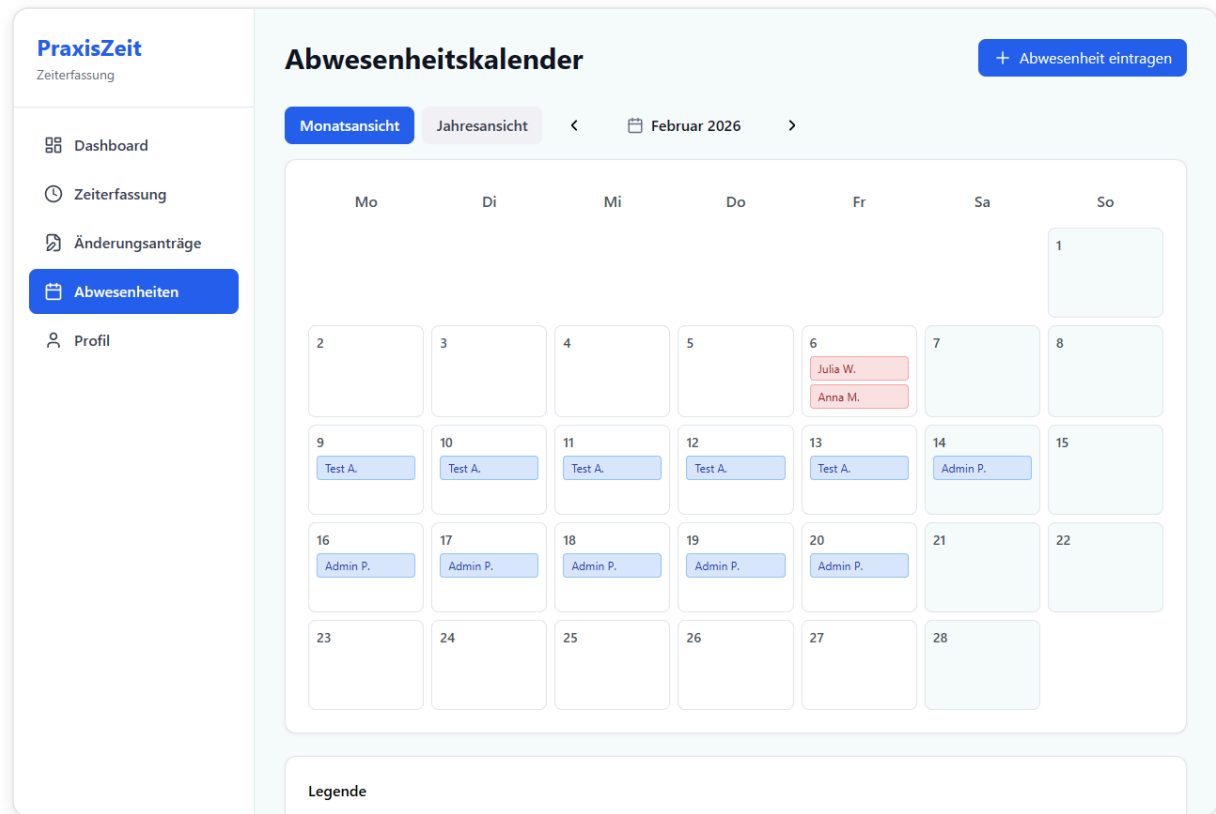 PraxisZeit
Zeiterfassung
Dashboard
Zeiterfassung
Änderungsanträge
Abwesenheiten
Profil
Abwesenheitskalender
Abwesenheit eintragen
Monatsansicht Jahresansicht Februar 2026
Mo Di Mi Do Fr Sa So
1
2 3 4 5 6 7 8
Julia W.
Anna M.
9 10 11 12 13 14 15
Test A. Test A. Test A. Test A. Test A. Admin P.
16 17 18 19 20 21 22
Admin P. Admin P. Admin P. Admin P. Admin P.
23 24 25 26 27 28
Legende